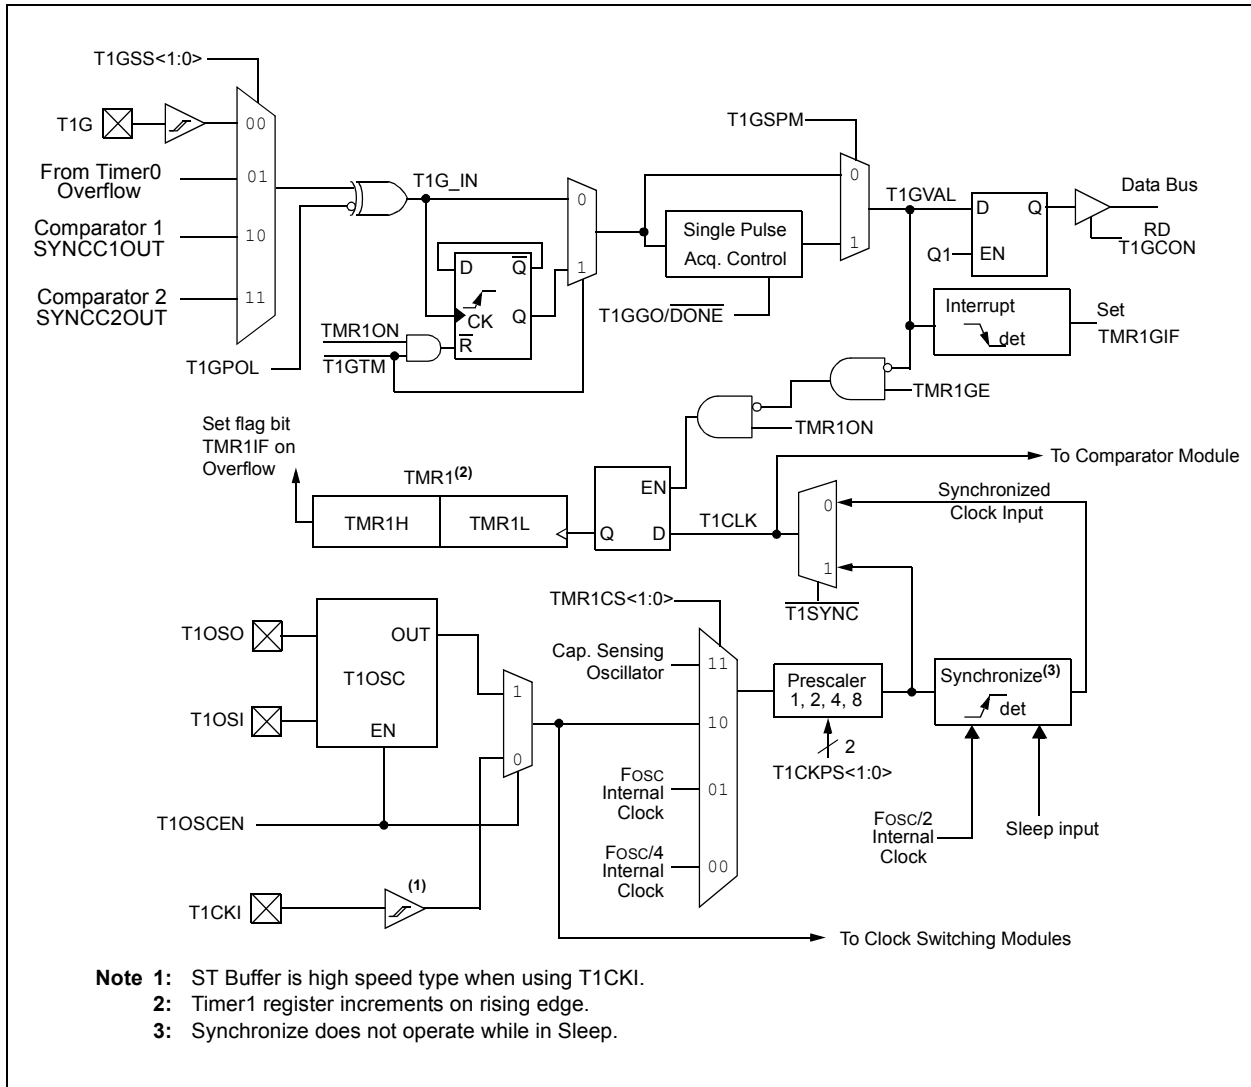 T1GSS<1:0>
T1G
00
From Timer0
Overflow
01
Comparator 1
SYNCC1OUT
10
Comparator 2
SYNCC2OUT
11
T1GPOL
T1G_IN
0
1
D
Q
CK
Q
R
TMR1ON
T1GTM
T1GSPM
0
1
Single Pulse
Acq. Control
T1GGO/DONE
T1GVAL
D
Q
Q1
EN
Data Bus
RD
T1GCON
Interrupt
det
Set
TMR1GIF
TMR1GE
TMR1ON
Set flag bit
TMR1IF on
Overflow
TMR1(2)
TMR1H
TMR1L
EN
Q
D
T1CLK
To Comparator Module
0
1
Synchronized
Clock Input
T1SYNC
TMR1CS<1:0>
T1OSO
T1OSI
OUT
T1OSC
EN
1
0
T1OSCEN
T1CKI
(1)
Cap. Sensing
Oscillator
11
10
FOSC
Internal
Clock
01
FOSC/4
Internal
Clock
00
Prescaler
1, 2, 4, 8
2
T1CKPS<1:0>
Synchronize(3)
det
FOSC/2
Internal
Clock
Sleep input
To Clock Switching Modules
Note 1: ST Buffer is high speed type when using T1CKI.
2: Timer1 register increments on rising edge.
3: Synchronize does not operate while in Sleep.